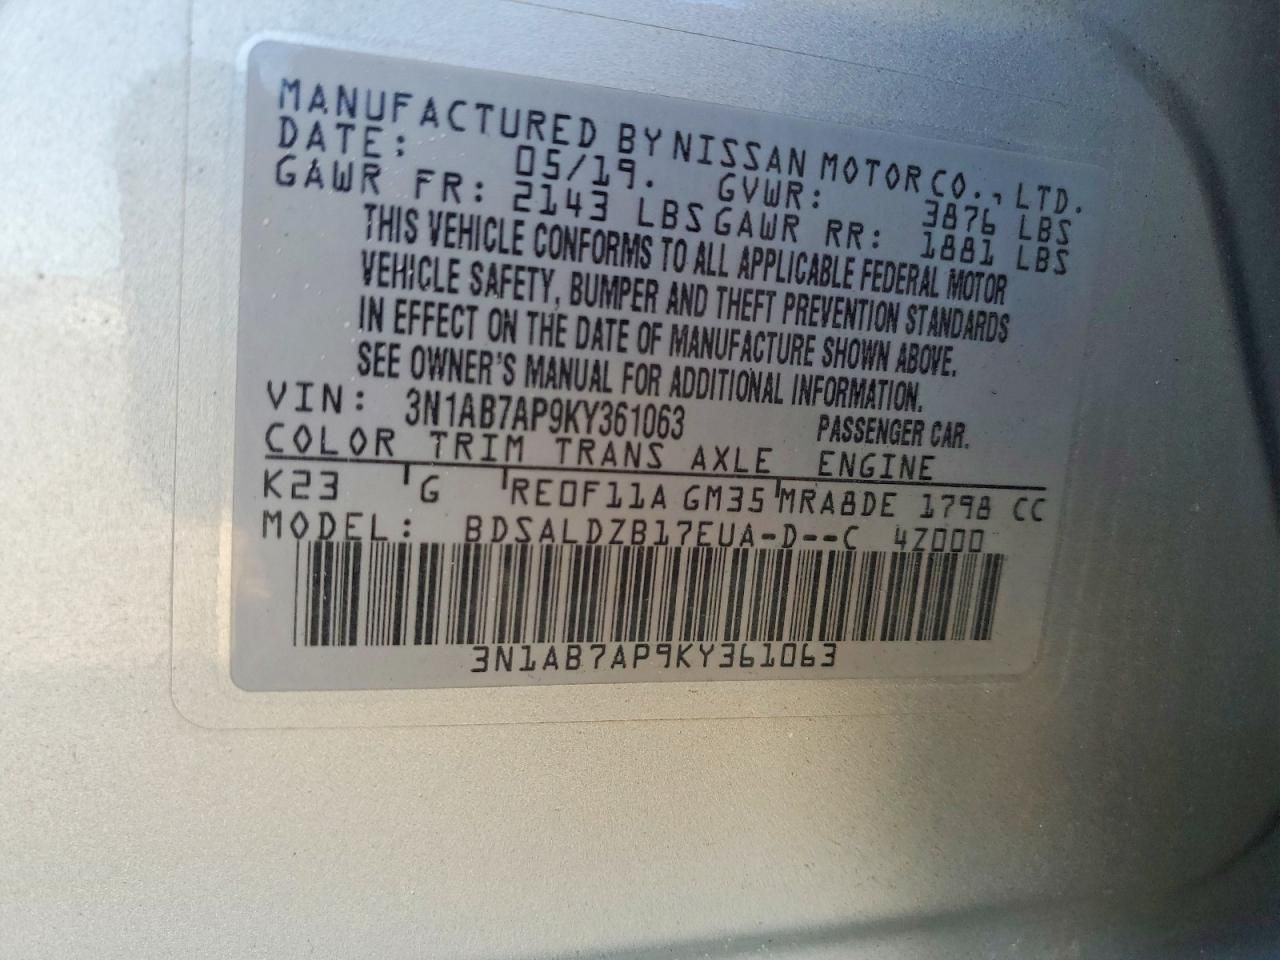 MANUFACTURED BY NISSAN MOTOR CO., LTD.
DATE: 05/19. GVWR: 3876 LBS
GAWR FR: 2143 LBS GAWR RR: 1881 LBS
THIS VEHICLE CONFORMS TO ALL APPLICABLE FEDERAL MOTOR
VEHICLE SAFETY, BUMPER AND THEFT PREVENTION STANDARDS
IN EFFECT ON THE DATE OF MANUFACTURE SHOWN ABOVE.
SEE OWNER'S MANUAL FOR ADDITIONAL INFORMATION.
VIN: 3N1AB7AP9KY361063 PASSENGER CAR.
COLOR TRIM TRANS AXLE ENGINE
K23 G RE0F11A GM35 MRA8DE 1798 CC
MODEL: BDSALDZB17EUA-D--C 4Z000
3N1AB7AP9KY361063